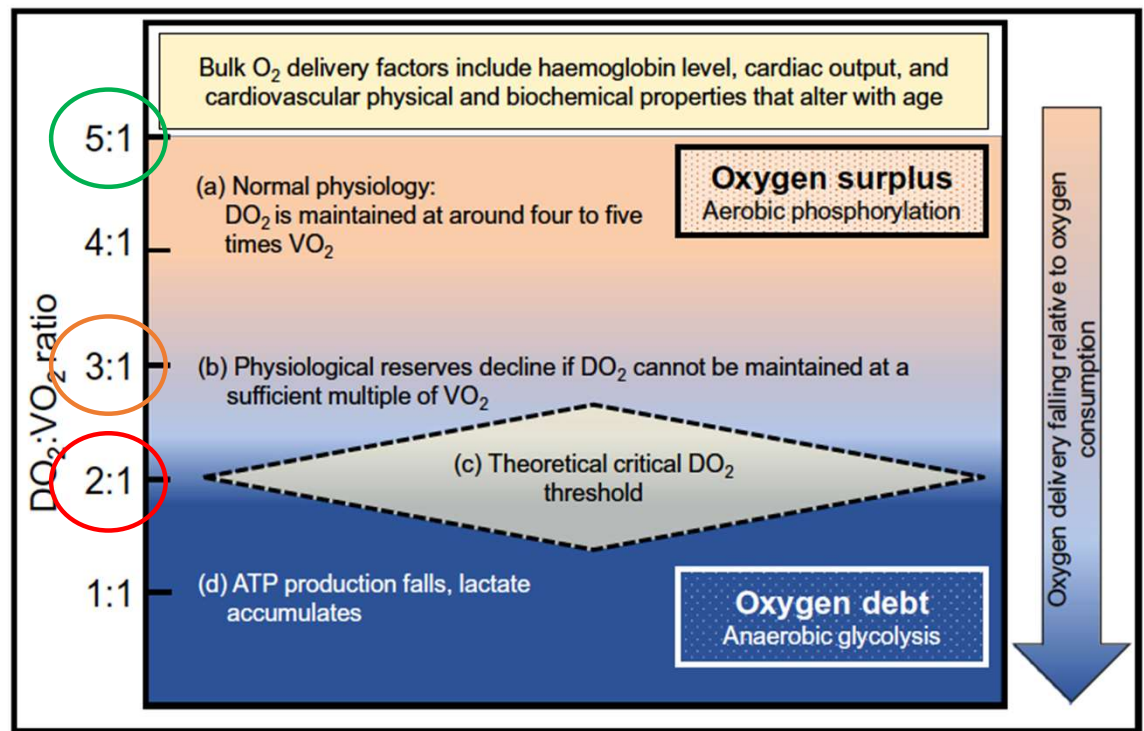 Bulk O₂ delivery factors include haemoglobin level, cardiac output, and
cardiovascular physical and biochemical properties that alter with age
DO₂:VO₂ ratio
5:1
4:1
3:1
2:1
1:1
(a) Normal physiology:
DO₂ is maintained at around four to five
times VO₂
Oxygen surplus
Aerobic phosphorylation
(b) Physiological reserves decline if DO₂ cannot be maintained at a
sufficient multiple of VO₂
(c) Theoretical critical DO₂
threshold
(d) ATP production falls, lactate
accumulates
Oxygen debt
Anaerobic glycolysis
Oxygen delivery falling relative to oxygen
consumption